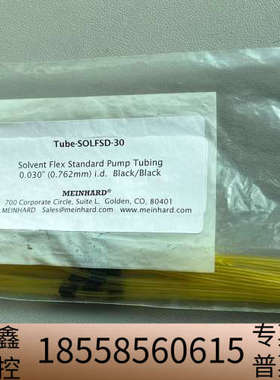 Tube-SOLFSD-30
Solvent Flex Standard Pump Tubing
0.030" (0.762mm) i.d. Black/Black
MEINHARD®
700 Corporate Circle, Suite L. Golden, CO, 80401
MEINHARD Sales@meinhard.com www.meinhard.com
鑫
控
18558560615
专
普